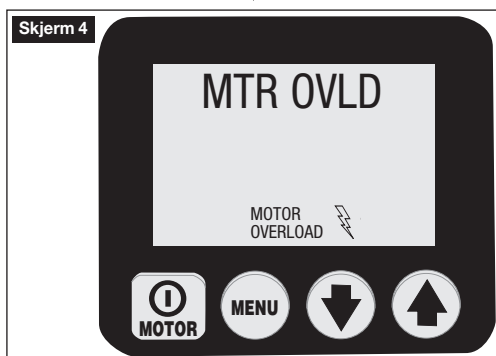 Skjerm 4
MTR OVLD
MOTOR
OVERLOAD
MOTOR
MENU